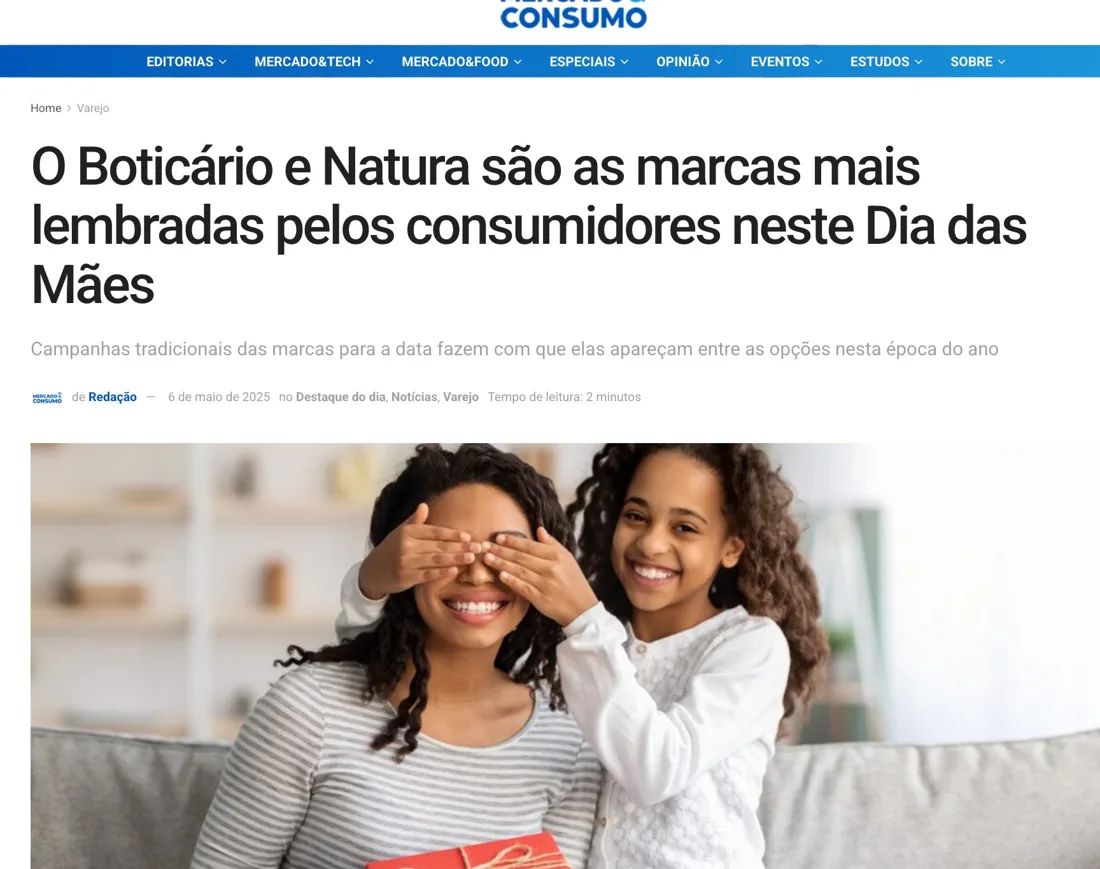 MERCADO&
CONSUMO
EDITORIAS MERCADO&TECH MERCADO&FOOD ESPECIAIS OPINIÃO EVENTOS ESTUDOS SOBRE
Home > Varejo
O Boticário e Natura são as marcas mais
lembradas pelos consumidores neste Dia das
Mães
Campanhas tradicionais das marcas para a data fazem com que elas apareçam entre as opções nesta época do ano
MERCADO&
CONSUMO
de Redação — 6 de maio de 2025 no Destaque do dia, Notícias, Varejo Tempo de leitura: 2 minutos